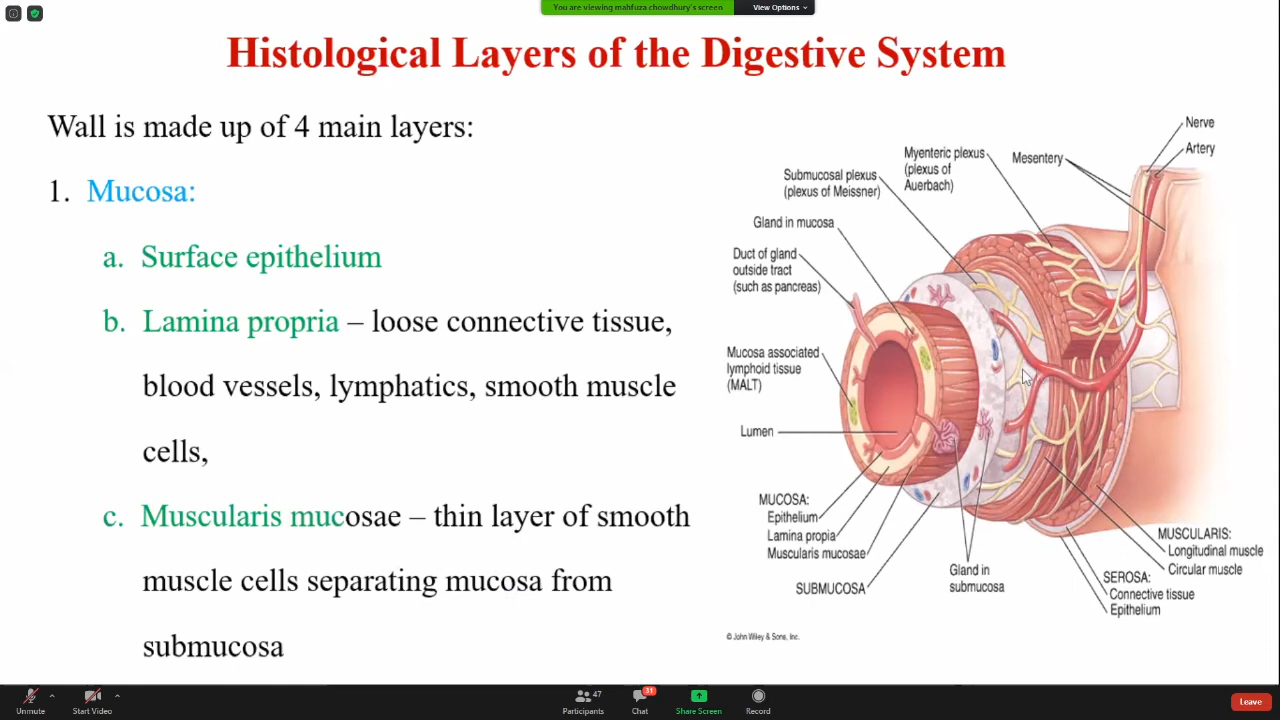 You are viewing mahfuza chowdhury's screen
View Options
Histological Layers of the Digestive System
Wall is made up of 4 main layers:
1. Mucosa:
a. Surface epithelium
b. Lamina propria – loose connective tissue,
blood vessels, lymphatics, smooth muscle
cells,
c. Muscularis mucosae – thin layer of smooth
muscle cells separating mucosa from
submucosa
Nerve
Artery
Mesentery
Myenteric plexus
(plexus of
Auerbach)
Submucosal plexus
(plexus of Meissner)
Gland in mucosa
Duct of gland
outside tract
(such as pancreas)
Mucosa associated
lymphoid tissue
(MALT)
Lumen
MUCOSA:
Epithelium
Lamina propia
Muscularis mucosae
SUBMUCOSA
Gland in
submucosa
MUSCULARIS:
Longitudinal muscle
Circular muscle
SEROSA:
Connective tissue
Epithelium
© John Wiley & Sons, Inc.
Unmute
Start Video
47
Participants
31
Chat
Share Screen
Record
Leave